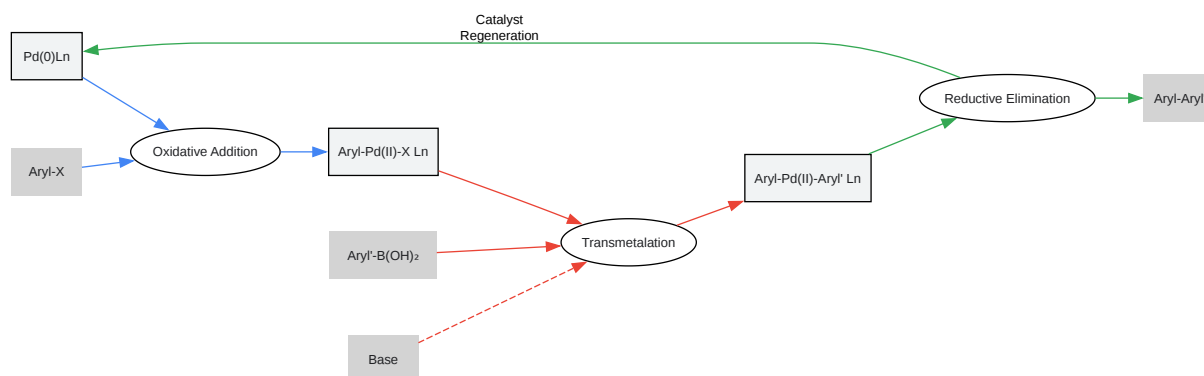 Catalyst
Regeneration
Pd(0)Ln
Reductive Elimination
Aryl-Aryl
Oxidative Addition
Aryl-Pd(II)-X Ln
Aryl-X
Aryl-Pd(II)-Aryl' Ln
Transmetalation
Aryl'-B(OH)₂
Base